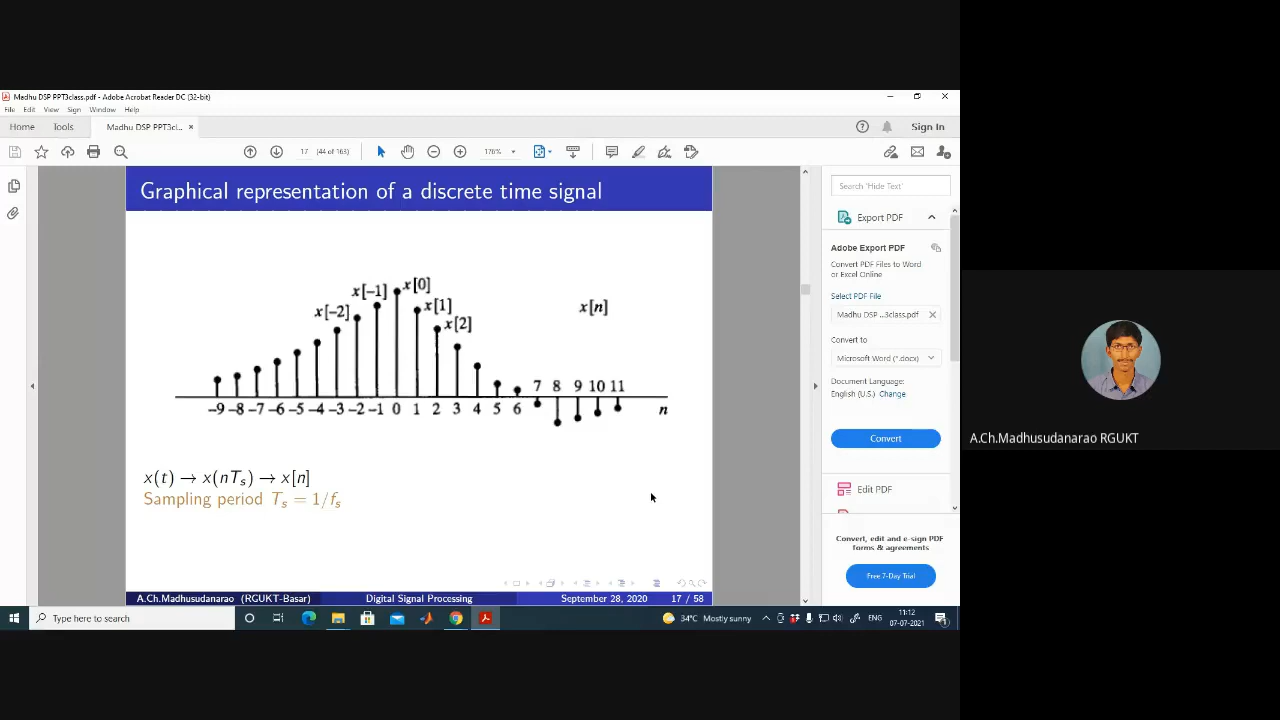 Madhu DSP PPT3class.pdf - Adobe Acrobat Reader DC (32-bit)
File Edit View Sign Window Help
Home Tools Madhu DSP PPT3cl... × Sign In
17 (44 of 163) 178%
Graphical representation of a discrete time signal
x[0]
x[−1]
x[1]
x[−2]
x[2]
x[n]
7 8 9 10 11
−9 −8 −7 −6 −5 −4 −3 −2 −1 0 1 2 3 4 5 6 n
x(t) → x(nTs) → x[n]
Sampling period Ts = 1/fs
A.Ch.Madhusudanarao (RGUKT-Basar) Digital Signal Processing September 28, 2020 17 / 58
Search 'Hide Text'
Export PDF
Adobe Export PDF
Convert PDF Files to Word
or Excel Online
Select PDF File
Madhu DSP ...3class.pdf
Convert to
Microsoft Word (*.docx)
Document Language:
English (U.S.) Change
Convert
Edit PDF
Convert, edit and e-sign PDF
forms & agreements
Free 7-Day Trial
A.Ch.Madhusudanarao RGUKT
Type here to search
34°C Mostly sunny ENG 11:12
07-07-2021